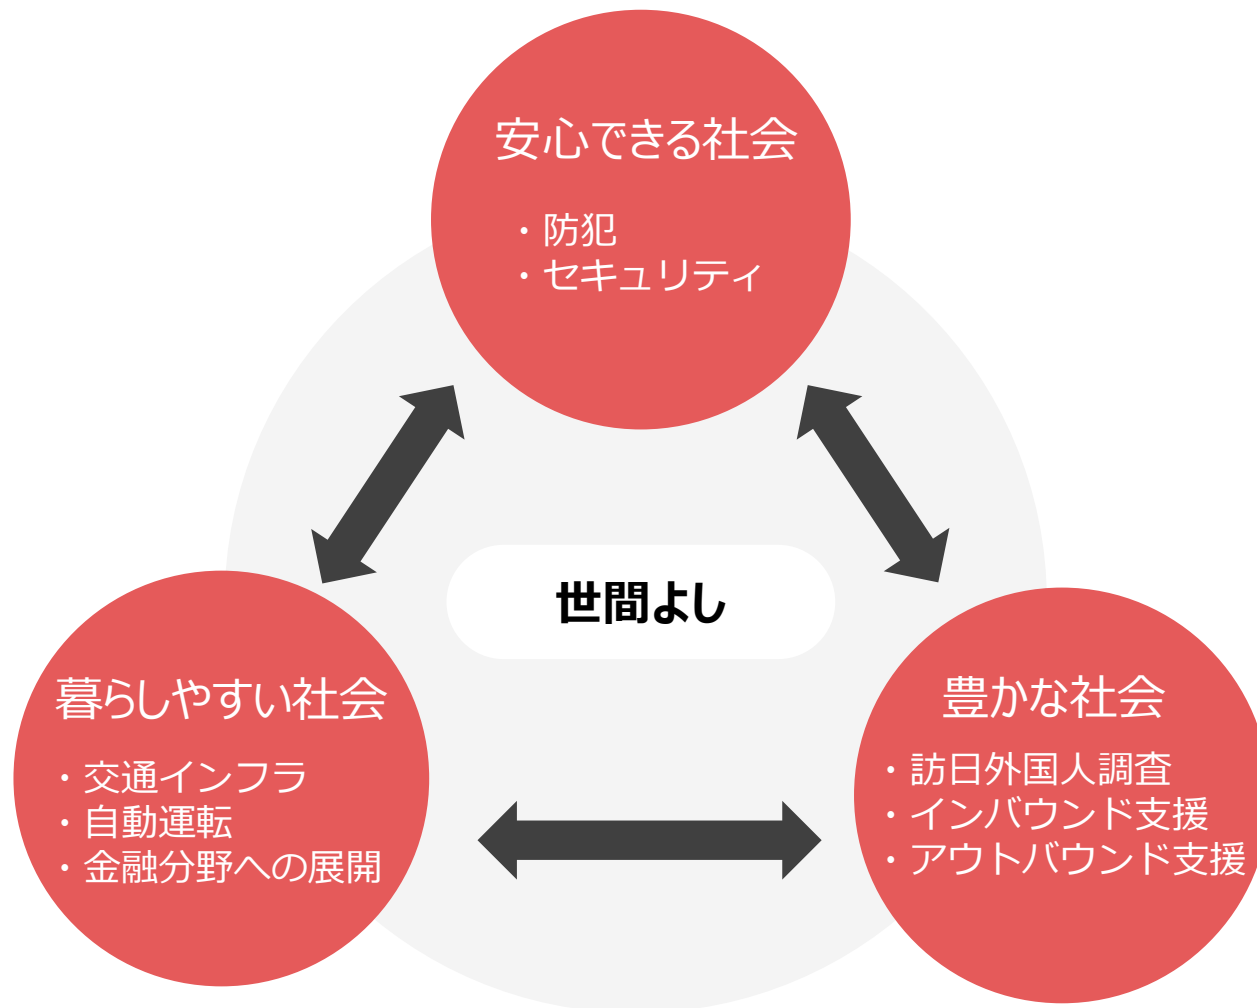 安心できる社会
・防犯
・セキュリティ
世間よし
暮らしやすい社会
・交通インフラ
・自動運転
・金融分野への展開
豊かな社会
・訪日外国人調査
・インバウンド支援
・アウトバウンド支援